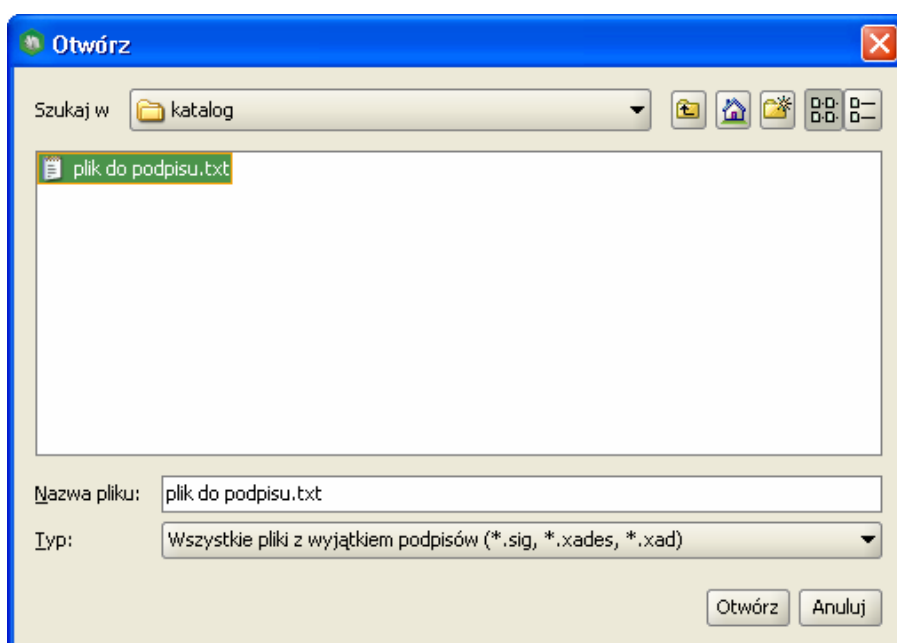 Otwórz
Szukaj w katalog
plik do podpisu.txt
Nazwa pliku: plik do podpisu.txt
Typ: Wszystkie pliki z wyjątkiem podpisów (*.sig, *.xades, *.xad)
Otwórz Anuluj